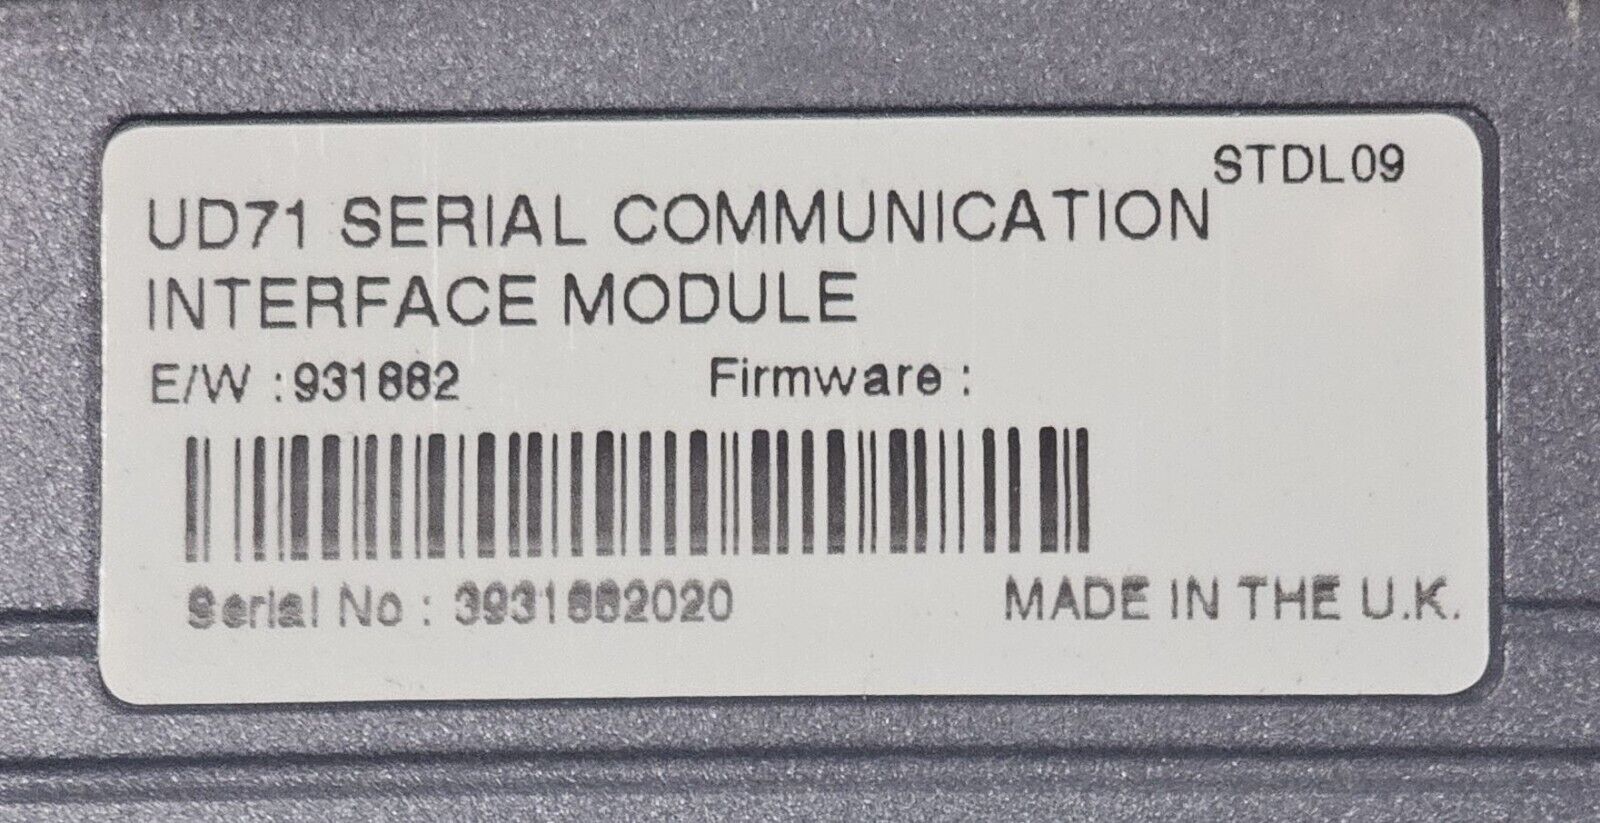 STDL09
UD71 SERIAL COMMUNICATION
INTERFACE MODULE
E/W :931882 Firmware :
Serial No : 3931882020 MADE IN THE U.K.